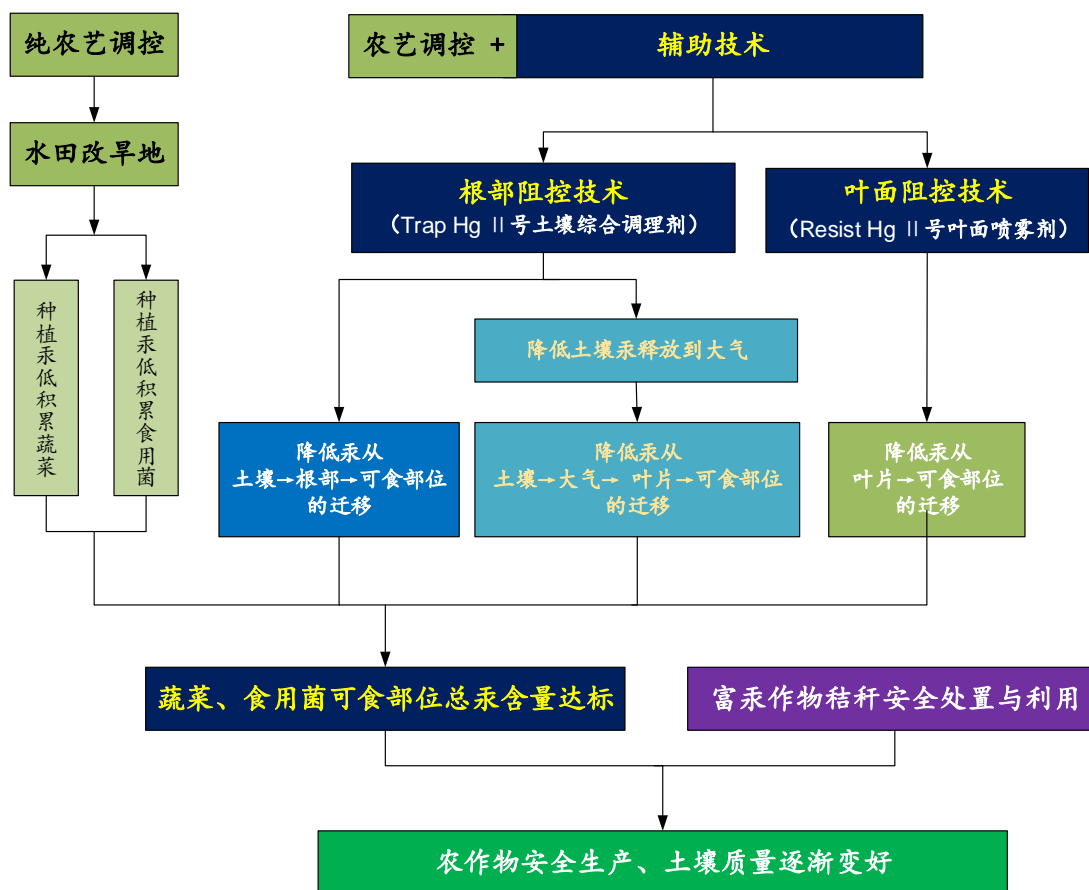 纯农艺调控
农艺调控 +
辅助技术
水田改旱地
根部阻控技术
（Trap Hg Ⅱ号土壤综合调理剂）
叶面阻控技术
（Resist Hg Ⅱ号叶面喷雾剂）
种植汞低积累蔬菜
种植汞低积累食用菌
降低土壤汞释放到大气
降低汞从
土壤→根部→可食部位
的迁移
降低汞从
土壤→大气→ 叶片→可食部位
的迁移
降低汞从
叶片→可食部位
的迁移
蔬菜、食用菌可食部位总汞含量达标
富汞作物秸秆安全处置与利用
农作物安全生产、土壤质量逐渐变好